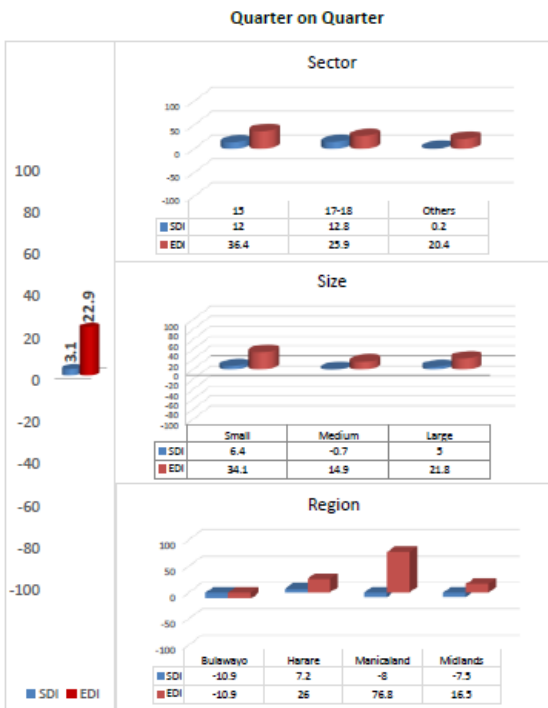 Quarter on Quarter
100
80
60
40
20
0
-20
-40
-60
-80
-100
3.1
22.9
SDI EDI
Sector
100
50
0
-50
-100
15 17-18 Others
SDI 12 12.8 0.2
EDI 36.4 25.9 20.4
Size
100
80
60
40
20
0
-20
-40
-60
-80
-100
Small Medium Large
SDI 6.4 -0.7 5
EDI 34.1 14.9 21.8
Region
100
50
0
-50
-100
Bulawayo Harare Manicaland Midlands
SDI -10.9 7.2 -8 -7.5
EDI -10.9 26 76.8 16.5